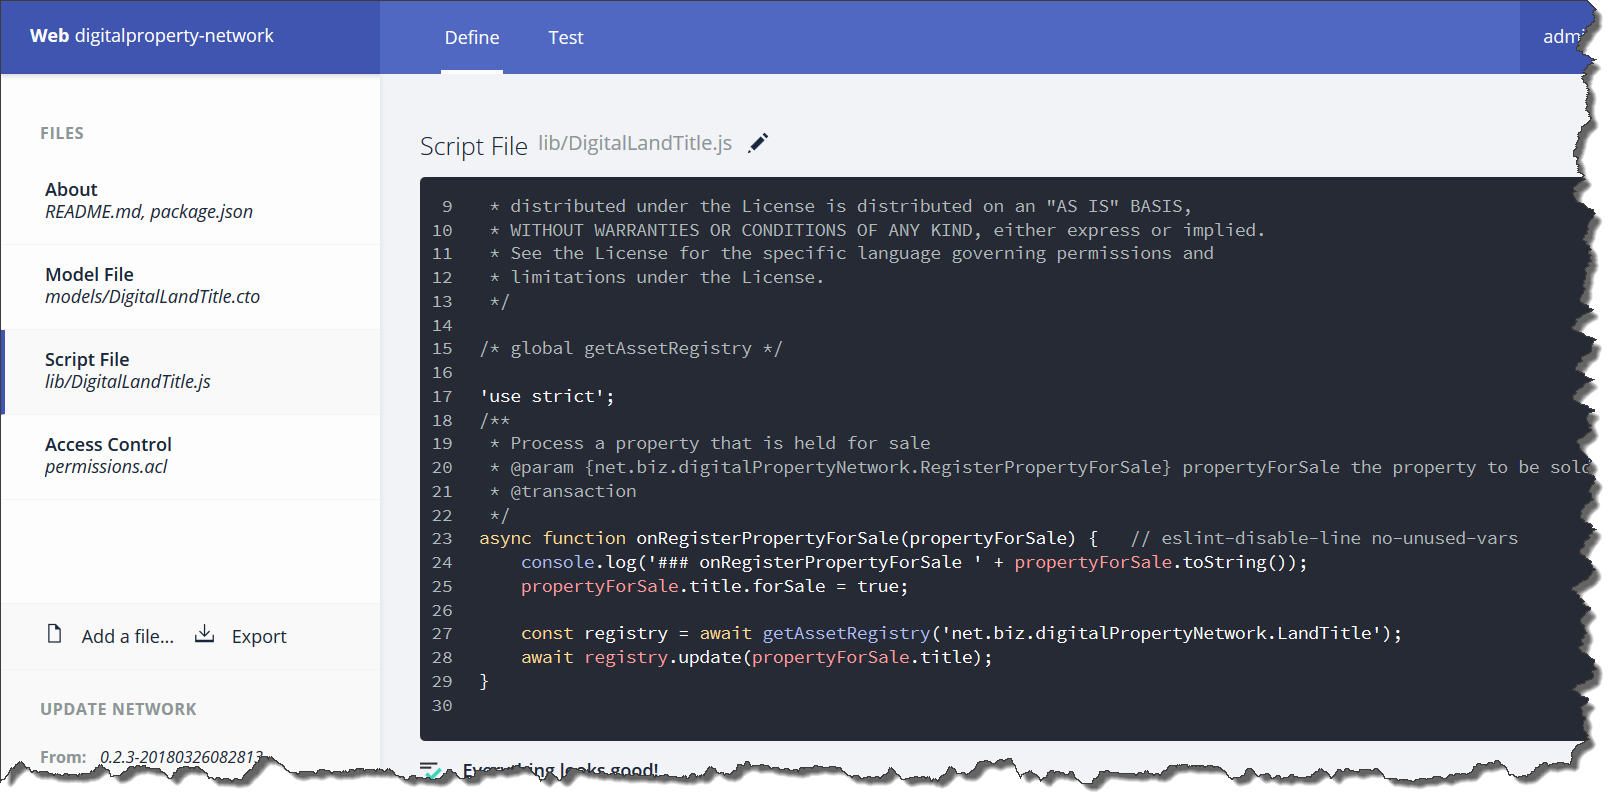 Web digitalproperty-network
Define
Test
FILES
About
README.md, package.json
Model File
models/DigitalLandTitle.cto
Script File
lib/DigitalLandTitle.js
Access Control
permissions.acl
Add a file...
Export
UPDATE NETWORK
From: 0.2.3-20180326082813
Script File lib/DigitalLandTitle.js
9 * distributed under the License is distributed on an "AS IS" BASIS,
10 * WITHOUT WARRANTIES OR CONDITIONS OF ANY KIND, either express or implied.
11 * See the License for the specific language governing permissions and
12 * limitations under the License.
13 */
14
15 /* global getAssetRegistry */
16
17 'use strict';
18 /**
19 * Process a property that is held for sale
20 * @param {net.biz.digitalPropertyNetwork.RegisterPropertyForSale} propertyForSale the property to be sold
21 * @transaction
22 */
23 async function onRegisterPropertyForSale(propertyForSale) {   // eslint-disable-line no-unused-vars
24     console.log('### onRegisterPropertyForSale ' + propertyForSale.toString());
25     propertyForSale.title.forSale = true;
26
27     const registry = await getAssetRegistry('net.biz.digitalPropertyNetwork.LandTitle');
28     await registry.update(propertyForSale.title);
29 }
30
Everything looks good!